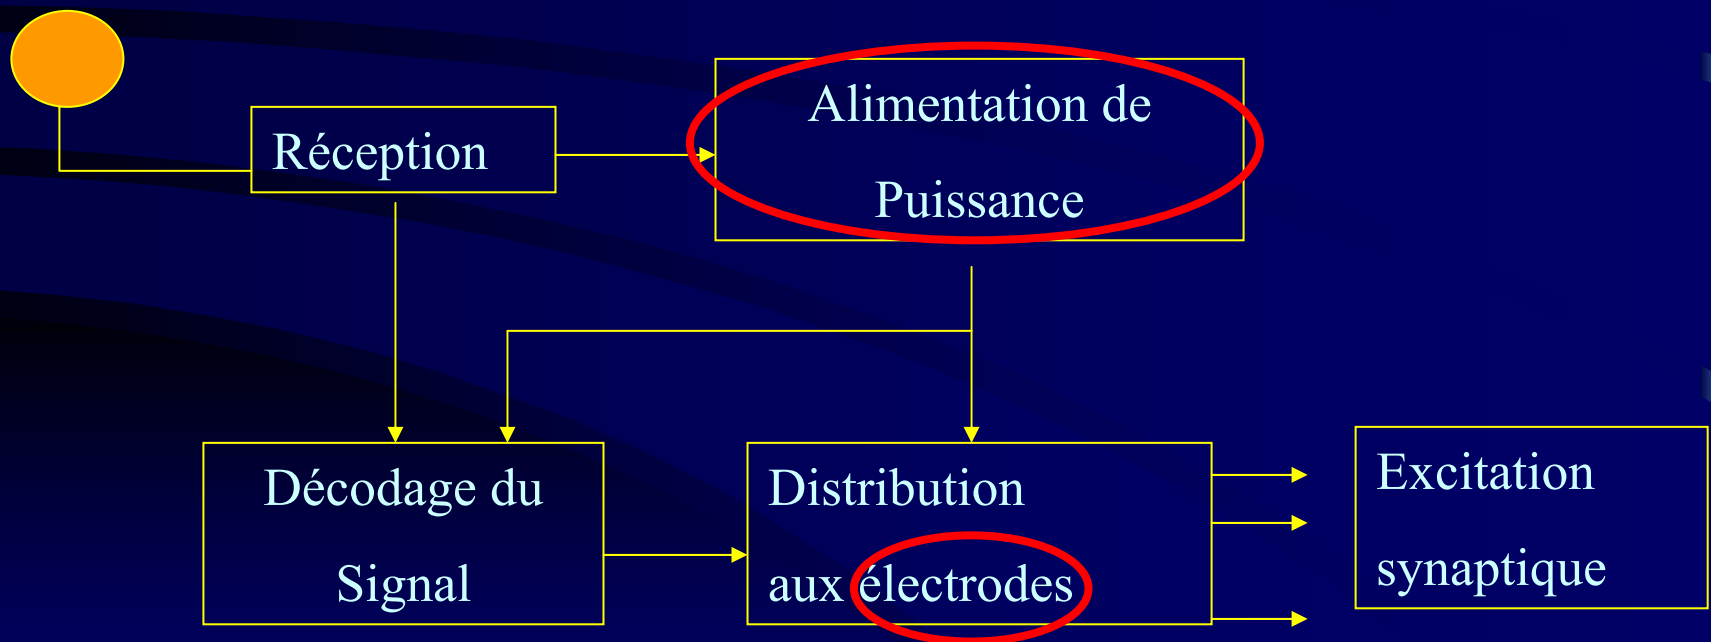 Réception
Alimentation de
Puissance
Décodage du
Signal
Distribution
aux électrodes
Excitation
synaptique